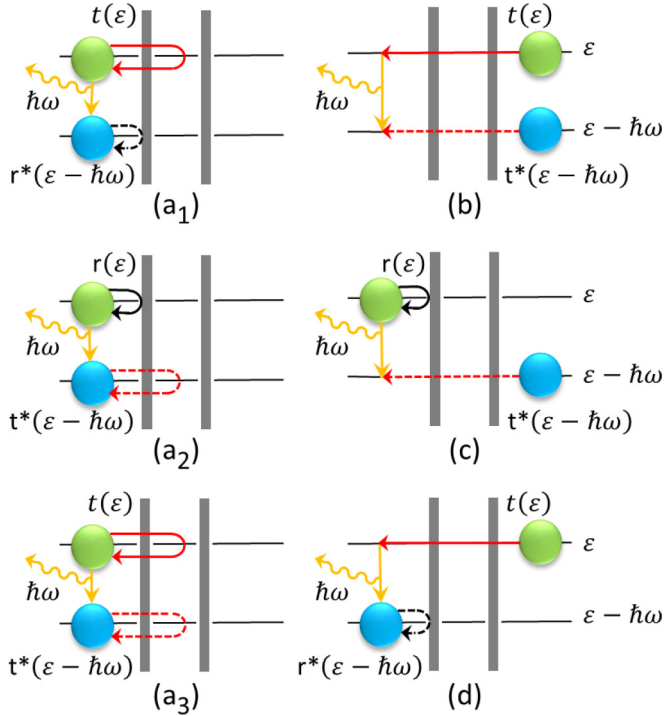 t(ε)
ħω
r*(ε − ħω)
(a₁)
t(ε)
ε
ħω
ε − ħω
t*(ε − ħω)
(b)
r(ε)
ħω
t*(ε − ħω)
(a₂)
r(ε)
ε
ħω
ε − ħω
t*(ε − ħω)
(c)
t(ε)
ħω
t*(ε − ħω)
(a₃)
t(ε)
ε
ħω
ε − ħω
r*(ε − ħω)
(d)